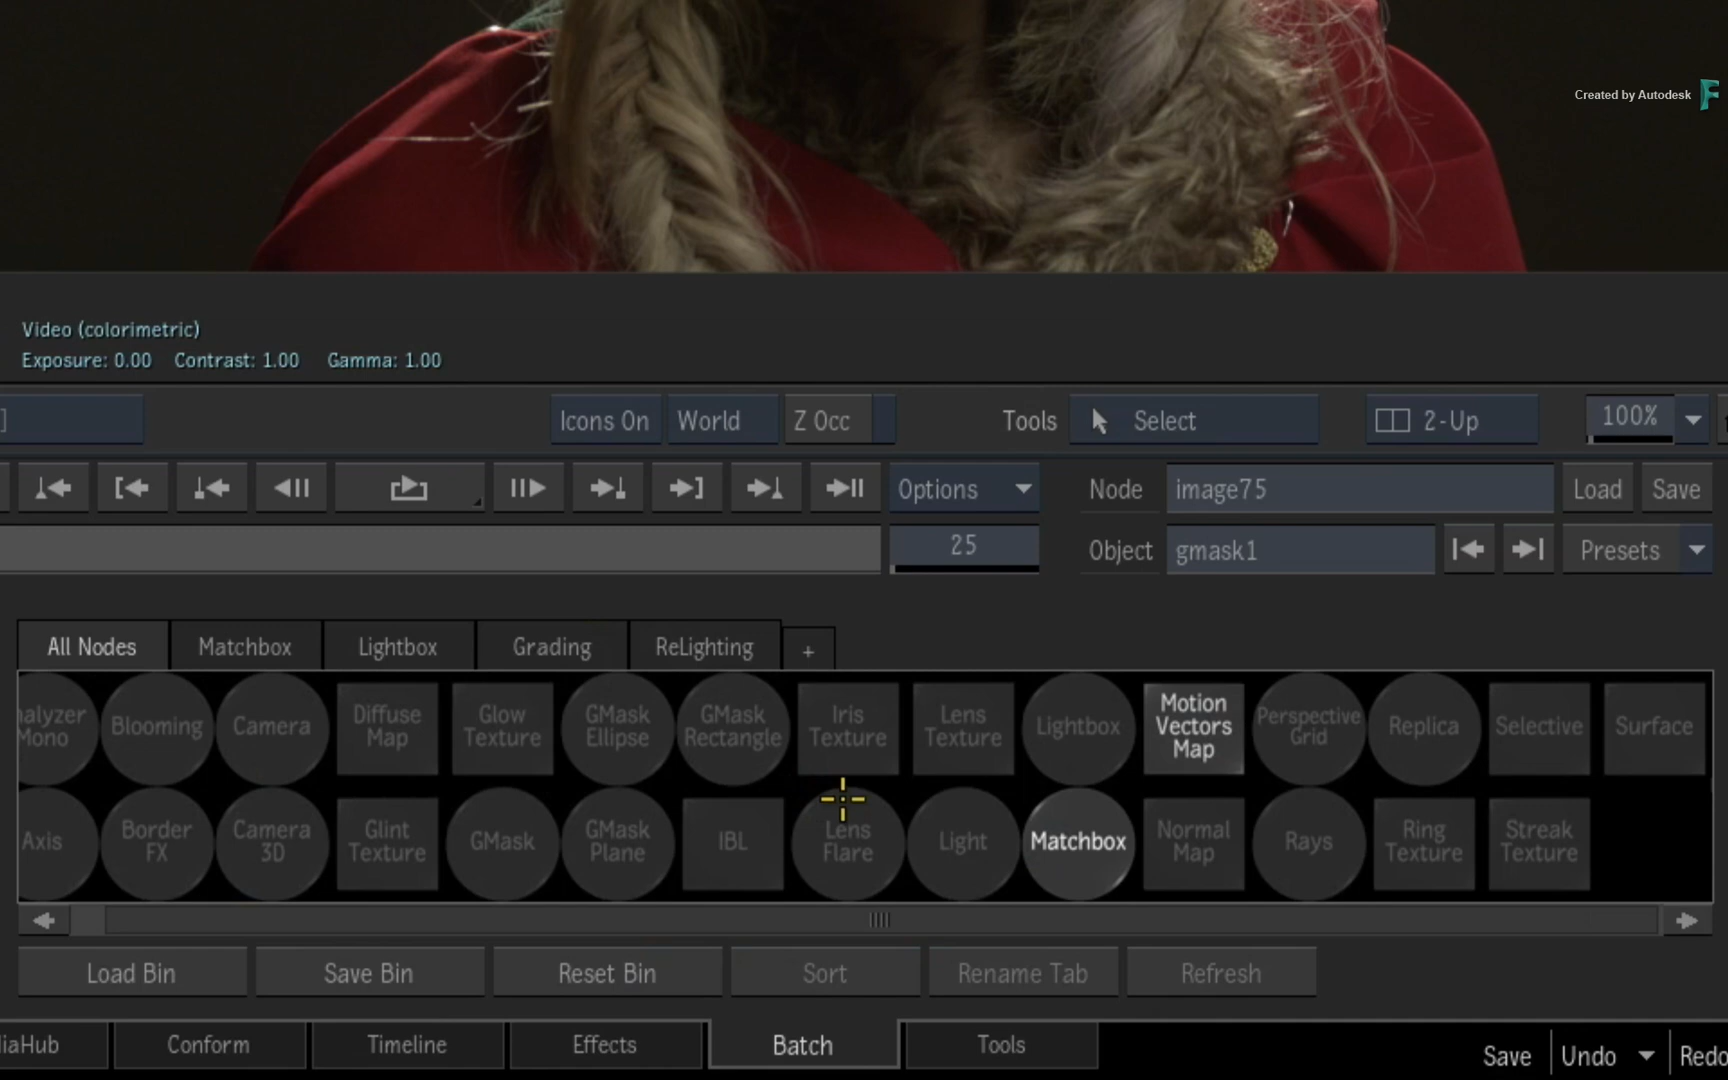 Created by Autodesk
Video (colorimetric)
Exposure: 0.00 Contrast: 1.00 Gamma: 1.00
]
Icons On World Z Occ Tools Select 2-Up 100%
Options Node image75 Load Save
25 Object gmask1 Presets
All Nodes Matchbox Lightbox Grading ReLighting +
nalyzer Mono
Blooming
Camera
Diffuse Map
Glow Texture
GMask Ellipse
GMask Rectangle
Iris Texture
Lens Texture
Lightbox
Motion Vectors Map
Perspective Grid
Replica
Selective
Surface
Axis
Border FX
Camera 3D
Glint Texture
GMask
GMask Plane
IBL
Lens Flare
Light
Matchbox
Normal Map
Rays
Ring Texture
Streak Texture
Load Bin Save Bin Reset Bin Sort Rename Tab Refresh
iaHub Conform Timeline Effects Batch Tools Save Undo Redo